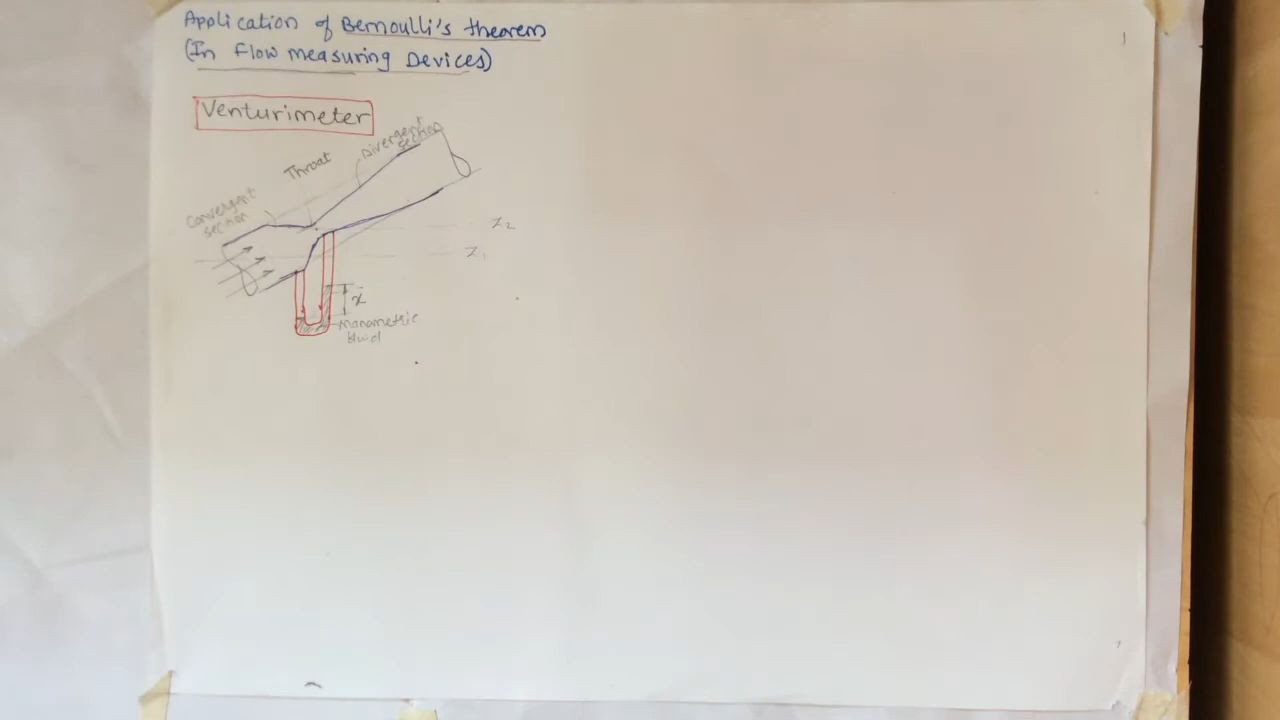 Application of Bernoulli's theorem
(In Flow measuring Devices)
Venturimeter
Divergent
section
Throat
Convergent
section
Z₂
Z₁
x
Manometric
fluid